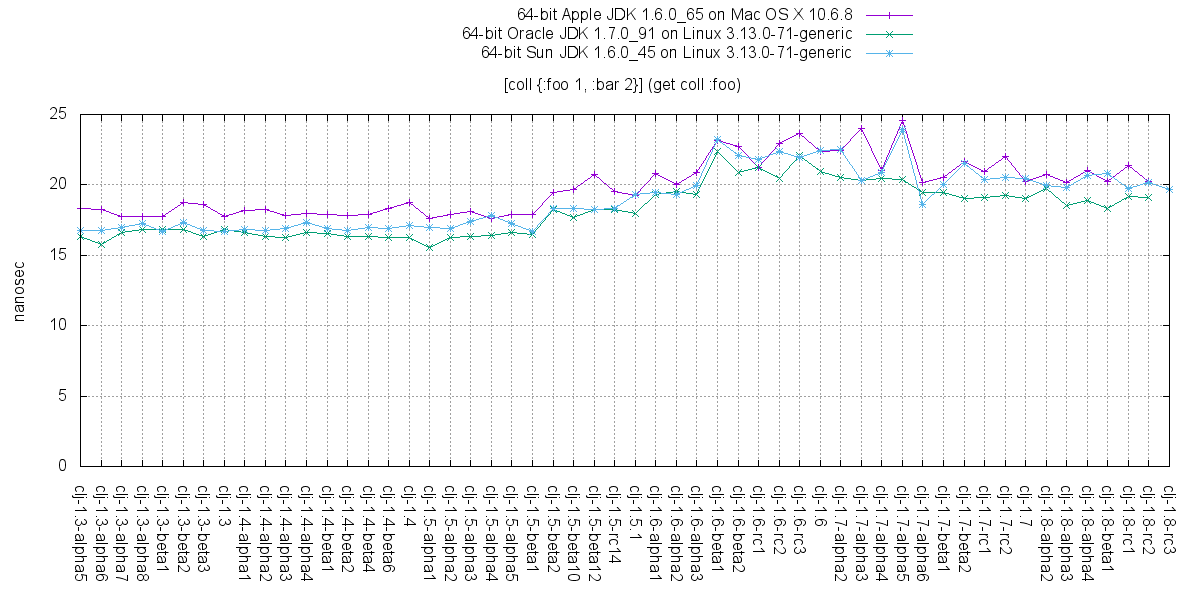 64-bit Apple JDK 1.6.0_65 on Mac OS X 10.6.8
64-bit Oracle JDK 1.7.0_91 on Linux 3.13.0-71-generic
64-bit Sun JDK 1.6.0_45 on Linux 3.13.0-71-generic
[coll {:foo 1, :bar 2}] (get coll :foo)
25
20
15
10
5
0
nanosec
clj-1.3-alpha5
clj-1.3-alpha6
clj-1.3-alpha7
clj-1.3-alpha8
clj-1.3-beta1
clj-1.3-beta2
clj-1.3-beta3
clj-1.3
clj-1.4-alpha1
clj-1.4-alpha2
clj-1.4-alpha3
clj-1.4-alpha4
clj-1.4-beta1
clj-1.4-beta2
clj-1.4-beta4
clj-1.4-beta6
clj-1.4
clj-1.5-alpha1
clj-1.5-alpha2
clj-1.5-alpha3
clj-1.5-alpha4
clj-1.5-alpha5
clj-1.5-beta1
clj-1.5-beta2
clj-1.5-beta10
clj-1.5-beta12
clj-1.5-rc14
clj-1.5.1
clj-1.6-alpha1
clj-1.6-alpha2
clj-1.6-alpha3
clj-1.6-beta1
clj-1.6-beta2
clj-1.6-rc1
clj-1.6-rc2
clj-1.6-rc3
clj-1.6
clj-1.7-alpha2
clj-1.7-alpha3
clj-1.7-alpha4
clj-1.7-alpha5
clj-1.7-alpha6
clj-1.7-beta1
clj-1.7-beta2
clj-1.7-rc1
clj-1.7-rc2
clj-1.7
clj-1.8-alpha2
clj-1.8-alpha3
clj-1.8-alpha4
clj-1.8-beta1
clj-1.8-rc1
clj-1.8-rc2
clj-1.8-rc3